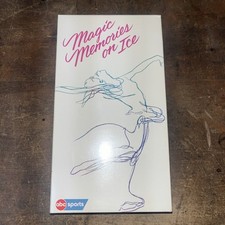 Magic
Memories
on Ice
abc sports